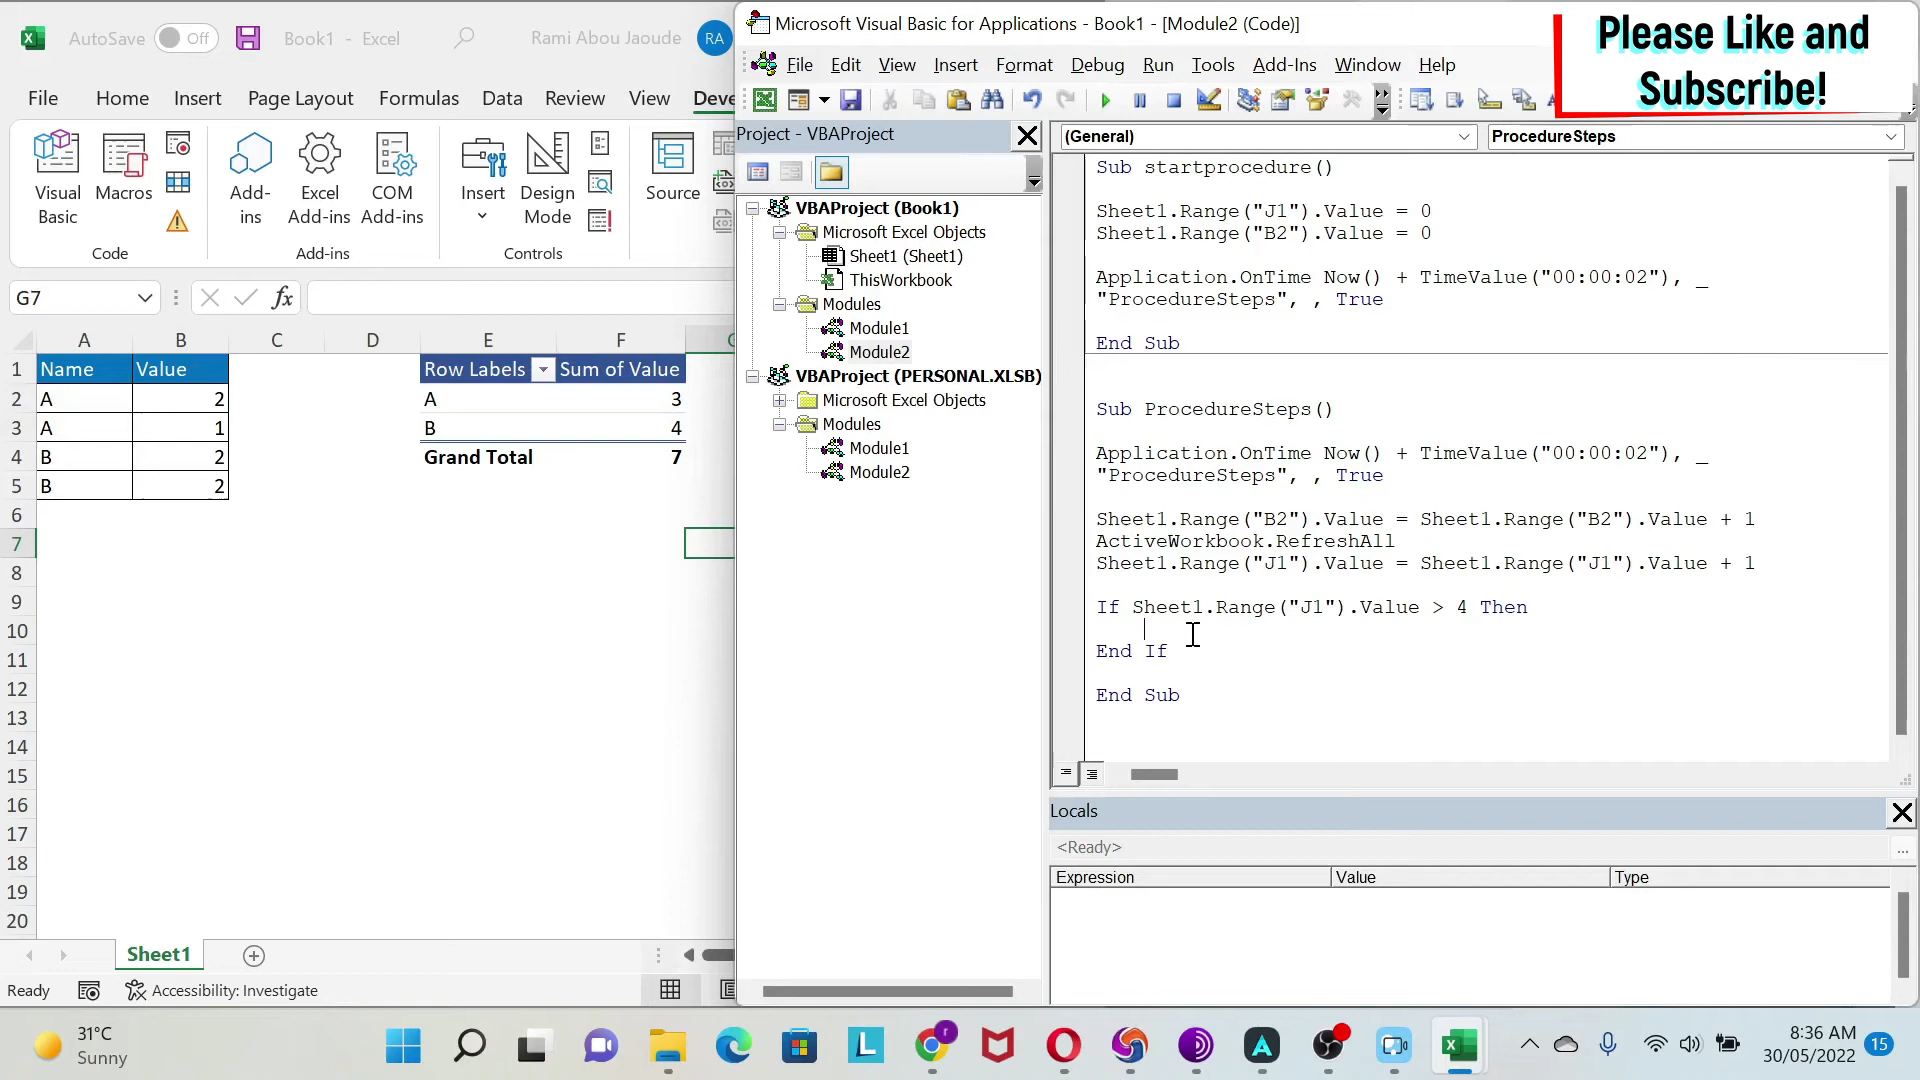 AutoSave Off Book1 - Excel Rami Abou Jaoude RA
File Home Insert Page Layout Formulas Data Review View Deve
Visual Basic
Macros
Code
Add-ins
Excel Add-ins
COM Add-ins
Add-ins
Insert
Design Mode
Controls
Source
G7
fx
A B C D E F
1 Name Value Row Labels Sum of Value
2 A 2 A 3
3 A 1 B 4
4 B 2 Grand Total 7
5 B 2
6
7
8
9
10
11
12
13
14
15
16
17
18
19
20
Sheet1
Ready Accessibility: Investigate
Microsoft Visual Basic for Applications - Book1 - [Module2 (Code)]
File Edit View Insert Format Debug Run Tools Add-Ins Window Help
Please Like and
Subscribe!
Project - VBAProject
VBAProject (Book1)
Microsoft Excel Objects
Sheet1 (Sheet1)
ThisWorkbook
Modules
Module1
Module2
VBAProject (PERSONAL.XLSB)
Microsoft Excel Objects
Modules
Module1
Module2
(General) ProcedureSteps
Sub startprocedure()
Sheet1.Range("J1").Value = 0
Sheet1.Range("B2").Value = 0
Application.OnTime Now() + TimeValue("00:00:02"), _
"ProcedureSteps", , True
End Sub
Sub ProcedureSteps()
Application.OnTime Now() + TimeValue("00:00:02"), _
"ProcedureSteps", , True
Sheet1.Range("B2").Value = Sheet1.Range("B2").Value + 1
ActiveWorkbook.RefreshAll
Sheet1.Range("J1").Value = Sheet1.Range("J1").Value + 1
If Sheet1.Range("J1").Value > 4 Then
End If
End Sub
Locals
<Ready>
Expression Value Type
31°C
Sunny
8:36 AM
30/05/2022
15